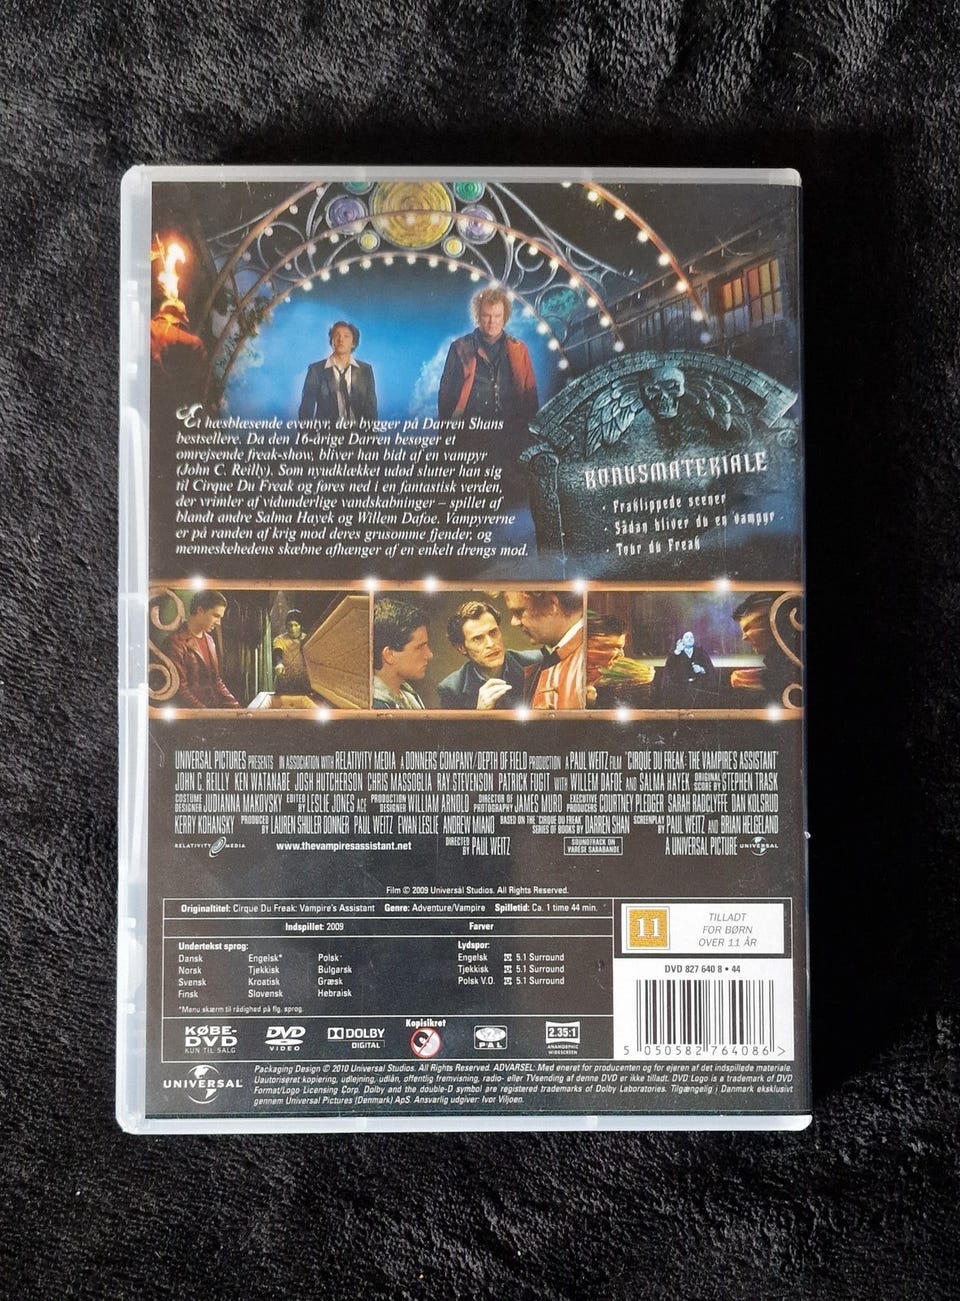 Et hæsblæsende eventyr, der bygger på Darren Shans
bestsellere. Da den 16-årige Darren besøger et
omrejsende freak-show, bliver han bidt af en vampyr
(John C. Reilly). Som nyudklækket udød slutter han sig
til Cirque Du Freak og føres ned i en fantastisk verden,
der vrimler af vidunderlige vandskabninger – spillet af
blandt andre Salma Hayek og Willem Dafoe. Vampyrerne
er på randen af krig mod deres grusomme fjender, og
menneskehedens skæbne afhænger af en enkelt drengs mod.
BONUSMATERIALE
· Fraklippede scener
· Sådan bliver du en vampyr
· Tour du Freak
UNIVERSAL PICTURES PRESENTS IN ASSOCIATION WITH RELATIVITY MEDIA A DONNERS COMPANY/DEPTH OF FIELD PRODUCTION A PAUL WEITZ FILM "CIRQUE DU FREAK: THE VAMPIRE'S ASSISTANT"
JOHN C. REILLY KEN WATANABE JOSH HUTCHERSON CHRIS MASSOGLIA RAY STEVENSON PATRICK FUGIT WITH WILLEM DAFOE AND SALMA HAYEK ORIGINAL SCORE BY STEPHEN TRASK
COSTUME DESIGNER JUDIANNA MAKOVSKY EDITED BY LESLIE JONES ACE PRODUCTION DESIGNER WILLIAM ARNOLD DIRECTOR OF PHOTOGRAPHY JAMES MURO EXECUTIVE PRODUCERS COURTNEY PLEDGER SARAH RADCLYFFE DAN KOLSRUD
KERRY KOHANSKY PRODUCED BY LAUREN SHULER DONNER PAUL WEITZ EWAN LESLIE ANDREW MIANO BASED ON THE "CIRQUE DU FREAK" SERIES OF BOOKS BY DARREN SHAN SCREENPLAY BY PAUL WEITZ AND BRIAN HELGELAND
RELATIVITY MEDIA www.thevampiresassistant.net DIRECTED BY PAUL WEITZ SOUNDTRACK ON VARÈSE SARABANDE A UNIVERSAL PICTURE UNIVERSAL
Film © 2009 Universal Studios. All Rights Reserved.
Originaltitel: Cirque Du Freak: Vampire's Assistant Genre: Adventure/Vampire Spilletid: Ca. 1 time 44 min.
Indspillet: 2009 Farver
Undertekst sprog: Lydspor:
Dansk Engelsk* Polsk Engelsk 5.1 Surround
Norsk Tjekkisk Bulgarsk Tjekkisk 5.1 Surround
Svensk Kroatisk Græsk Polsk V.O. 5.1 Surround
Finsk Slovensk Hebraisk
*Menu skærm til rådighed på flg. sprog.
11
TILLADT
FOR BØRN
OVER 11 ÅR
DVD 827 640 8 • 44
5 050582 764086 >
KØBE-
DVD
KUN TIL SALG
DVD
VIDEO
DOLBY
DIGITAL
Kopisikret
2
PAL
2.35:1
ANAMORPHIC
WIDESCREEN
UNIVERSAL
Packaging Design © 2010 Universal Studios. All Rights Reserved. ADVARSEL: Med eneret for producenten og for ejeren af det indspillede materiale.
Uautoriseret kopiering, udlejning, udlån, offentlig fremvisning, radio- eller TVsending af denne DVD er ikke tilladt. DVD Logo is a trademark of DVD
Format/Logo Licensing Corp. Dolby and the double-D symbol are registered trademarks of Dolby Laboratories. Tilgængelig i Danmark eksklusivt
gennem Universal Pictures (Denmark) ApS. Ansvarlig udgiver: Ivor Viljoen.